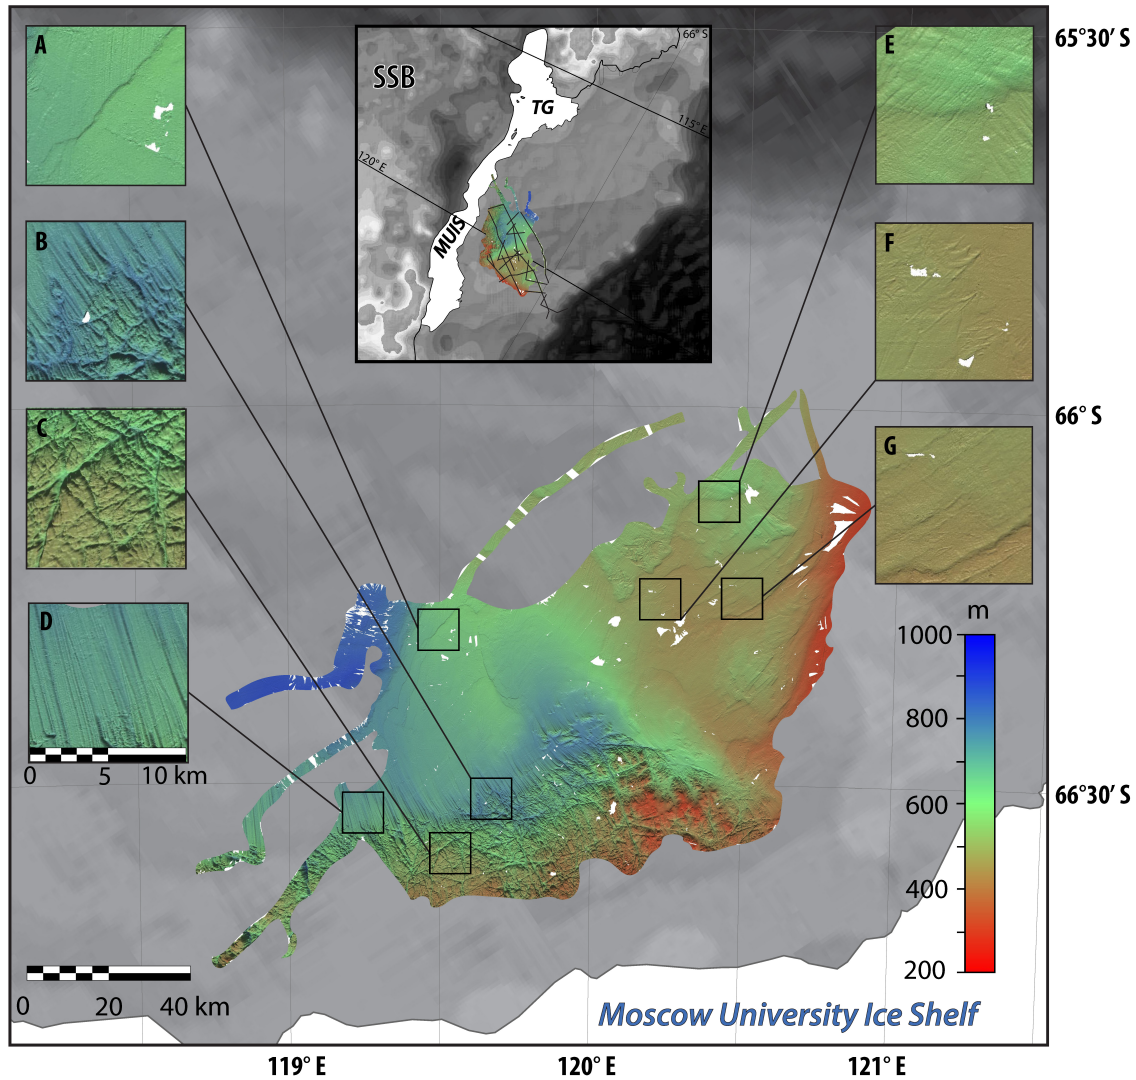 A
B
C
D
0 5 10 km
0 20 40 km
SSB
TG
MUIS
66° S
115° E
120° E
E
F
G
m
1000
800
600
400
200
65°30′ S
66° S
66°30′ S
Moscow University Ice Shelf
119° E
120° E
121° E